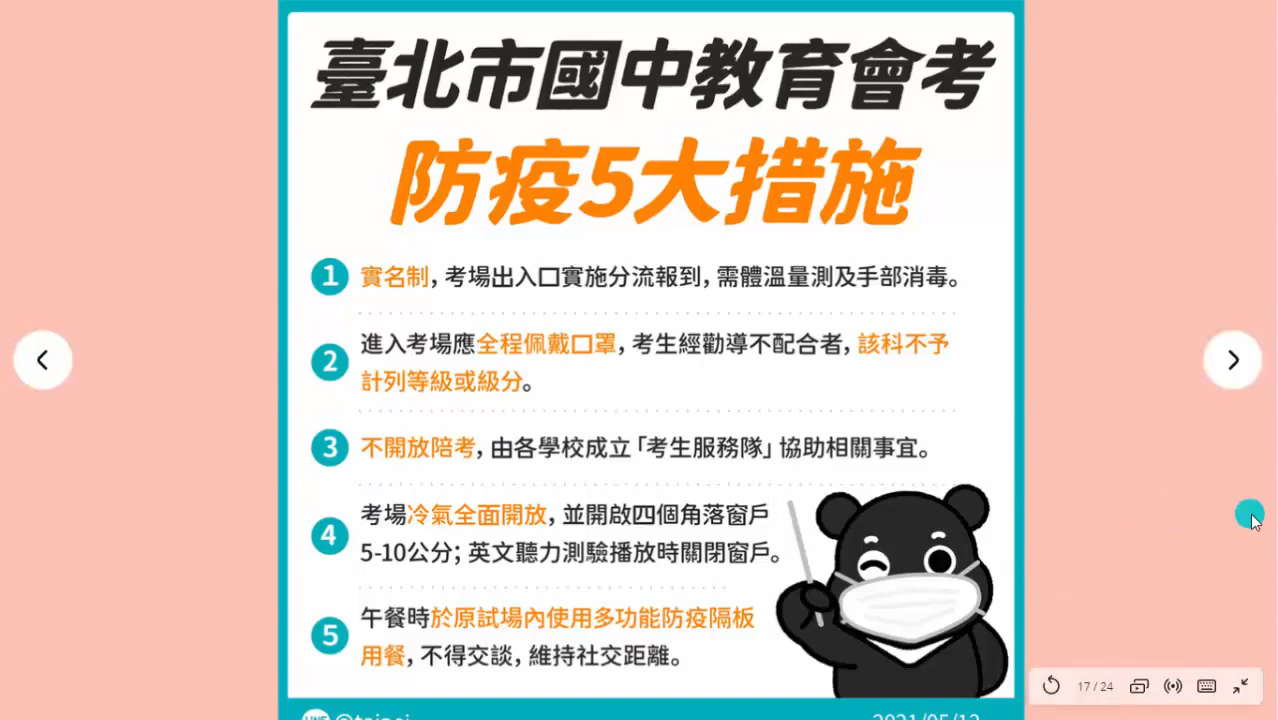 臺北市國中教育會考
防疫5大措施
1 實名制，考場出入口實施分流報到，需體溫量測及手部消毒。
2 進入考場應全程佩戴口罩，考生經勸導不配合者，該科不予
計列等級或級分。
3 不開放陪考，由各學校成立「考生服務隊」協助相關事宜。
4 考場冷氣全面開放，並開啟四個角落窗戶
5-10公分；英文聽力測驗播放時關閉窗戶。
5 午餐時於原試場內使用多功能防疫隔板
用餐，不得交談，維持社交距離。
17 / 24
LINE @taipei
2021/05/12